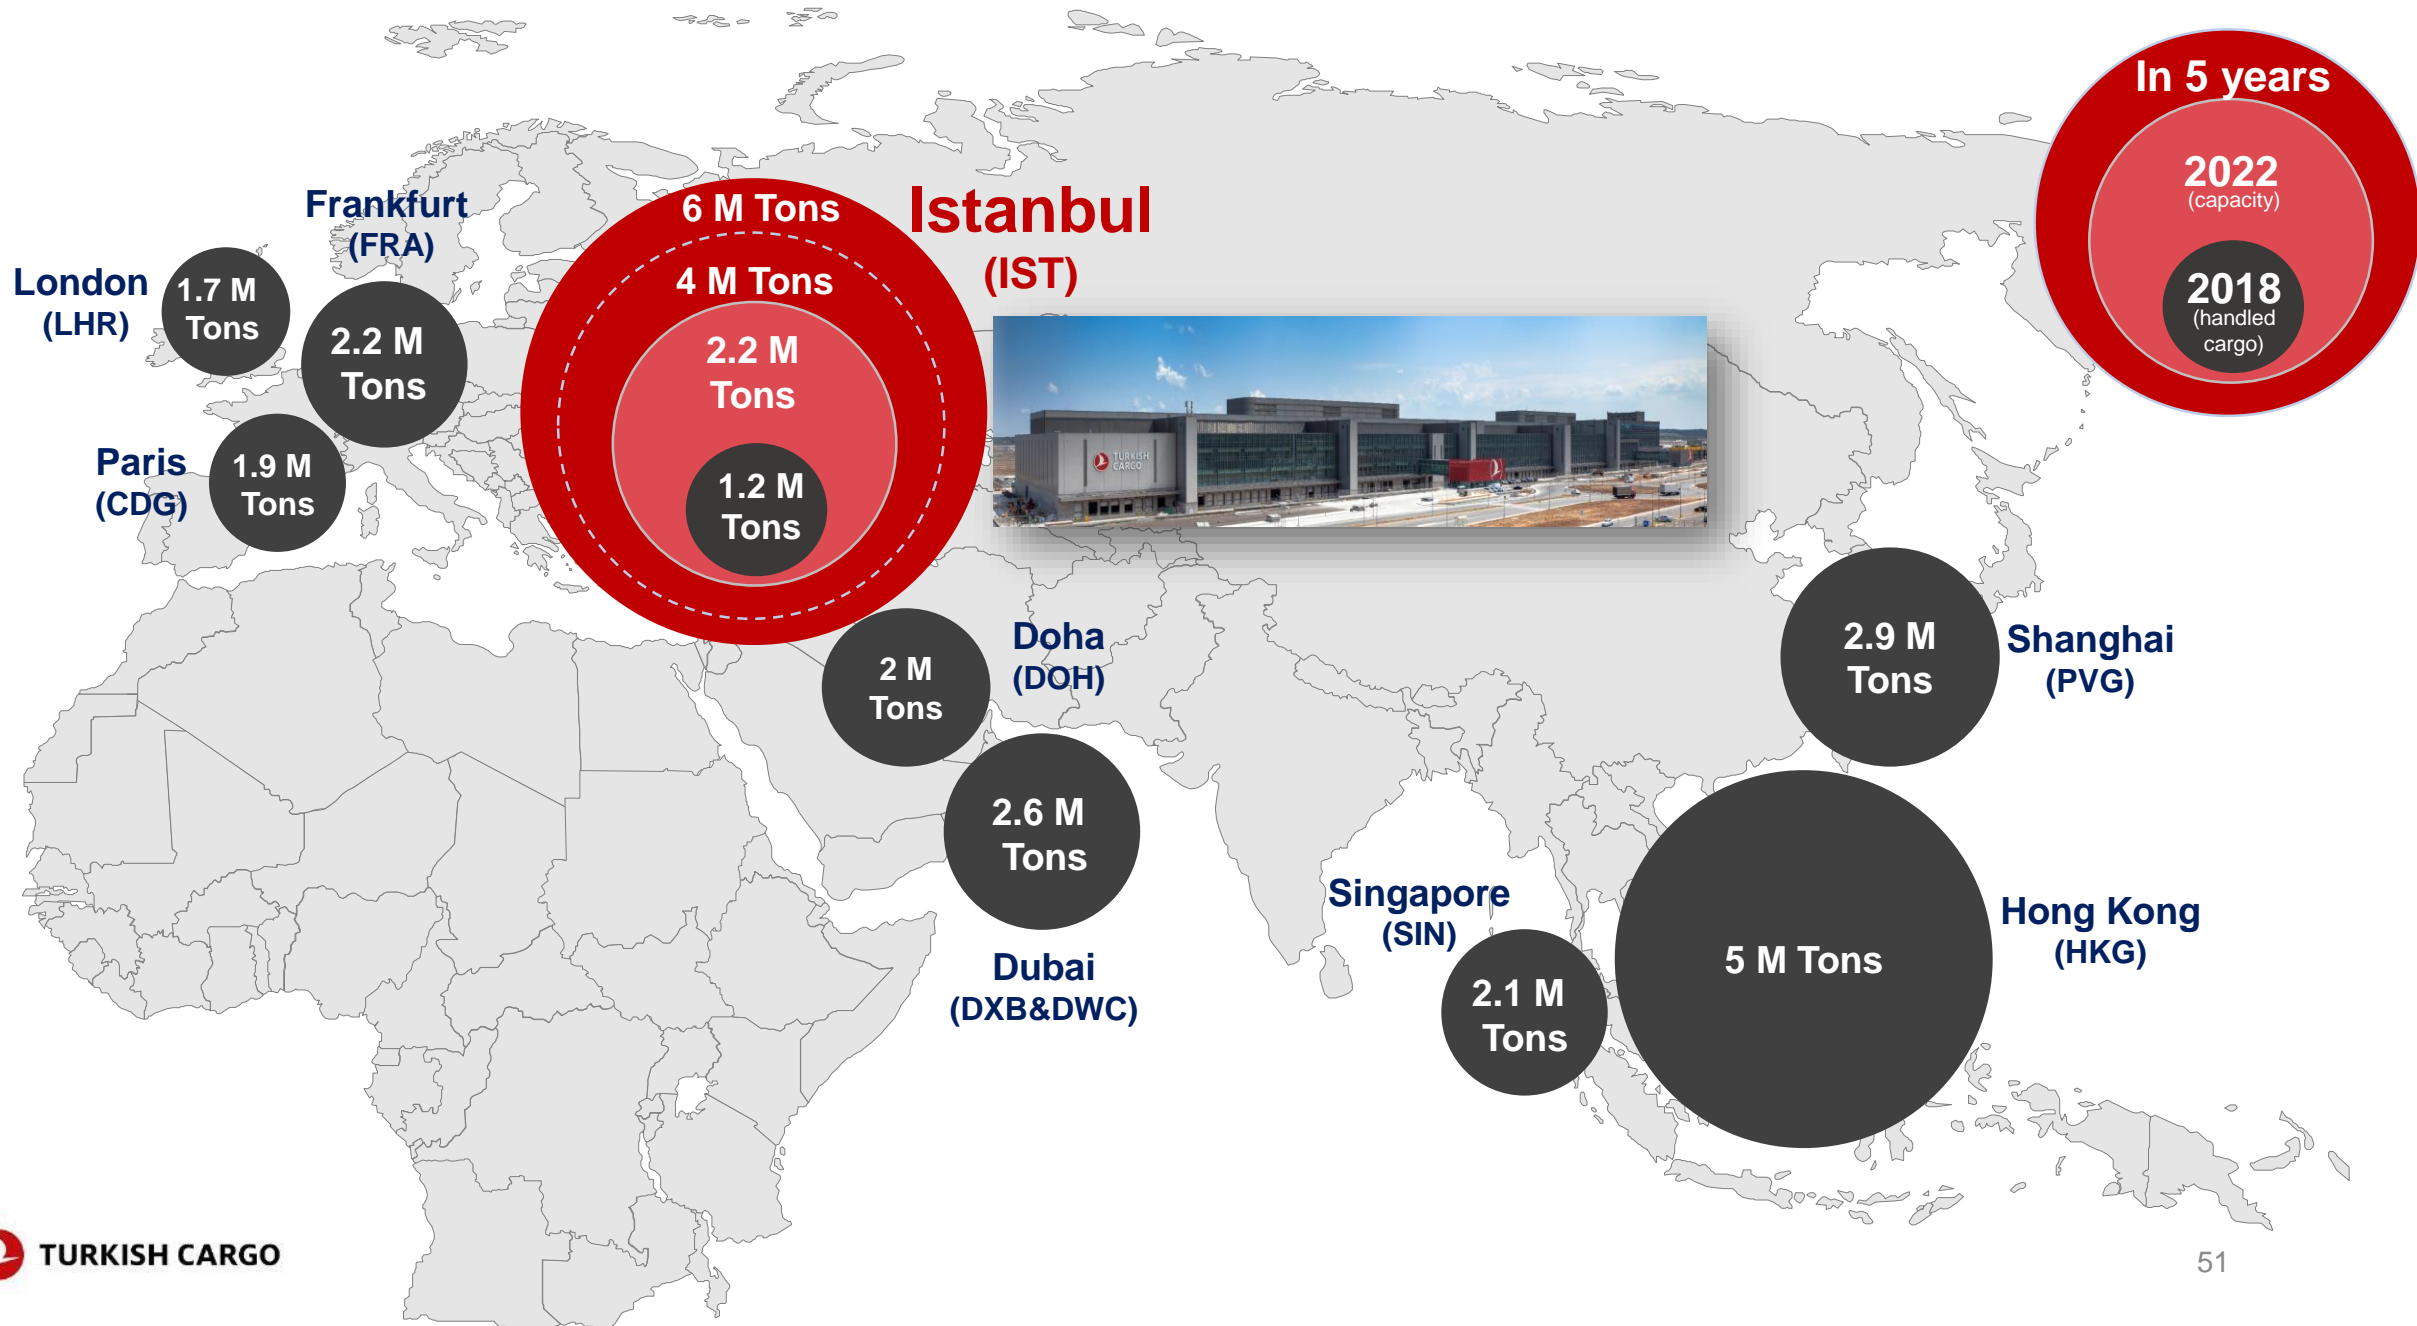 In 5 years
2022
(capacity)
2018
(handled
cargo)
Frankfurt
(FRA)
2.2 M
Tons
London
(LHR)
1.7 M
Tons
Paris
(CDG)
1.9 M
Tons
Istanbul
(IST)
6 M Tons
4 M Tons
2.2 M
Tons
1.2 M
Tons
TURKISH
CARGO
Doha
(DOH)
2 M
Tons
2.6 M
Tons
Dubai
(DXB&DWC)
2.9 M
Tons
Shanghai
(PVG)
Singapore
(SIN)
2.1 M
Tons
5 M Tons
Hong Kong
(HKG)
TURKISH CARGO
51